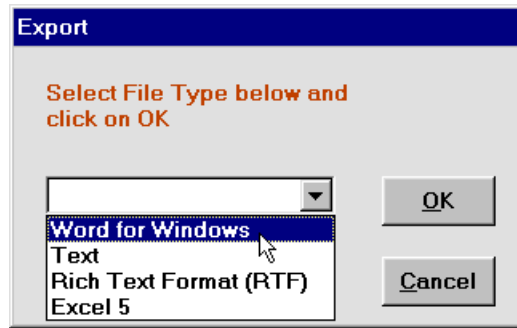 Export
Select File Type below and
click on OK
OK
Word for Windows
Text
Rich Text Format (RTF)
Excel 5
Cancel